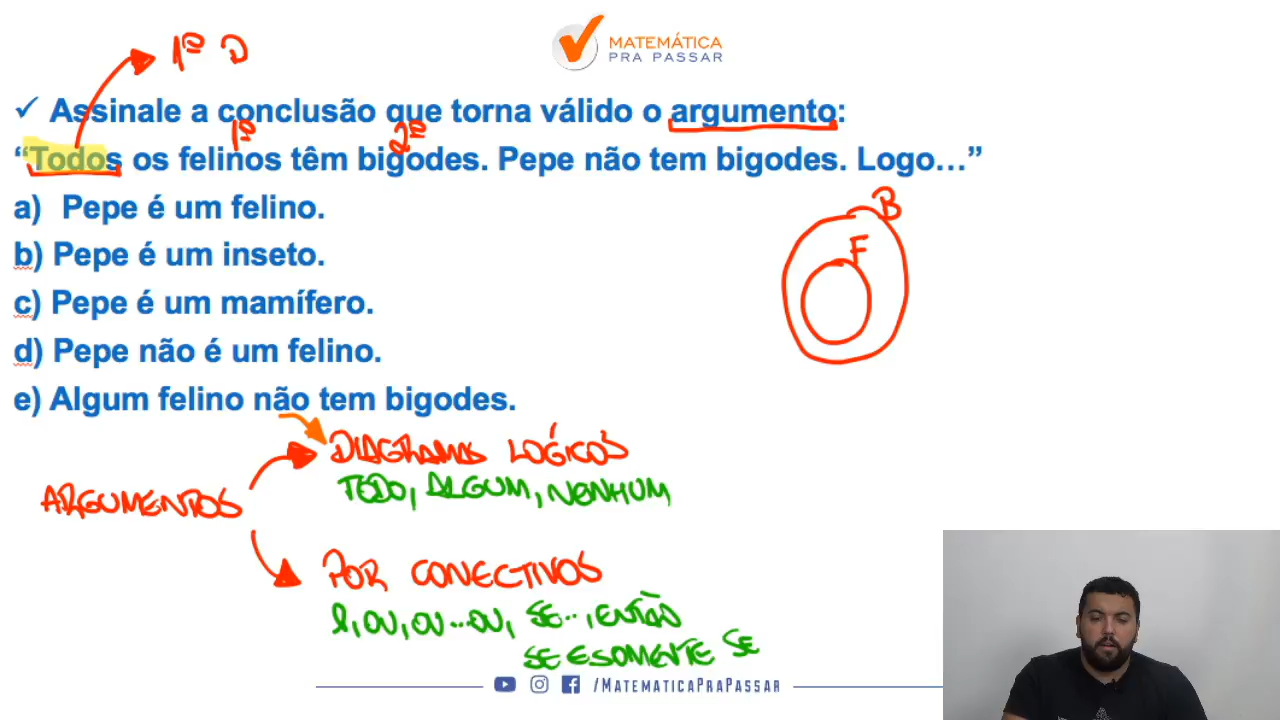 MATEMÁTICA
PRA PASSAR
1º D
✓ Assinale a conclusão que torna válido o argumento:
1º 2º
“Todos os felinos têm bigodes. Pepe não tem bigodes. Logo…”
a) Pepe é um felino.
b) Pepe é um inseto.
c) Pepe é um mamífero.
d) Pepe não é um felino.
e) Algum felino não tem bigodes.
B
F
ARGUMENTOS
DIAGRAMAS LÓGICOS
TODO, ALGUM, NENHUM
POR CONECTIVOS
l, OU, OU...OU, SE.., ENTÃO
SE E SOMENTE SE
/MATEMATICAPRAPASSAR